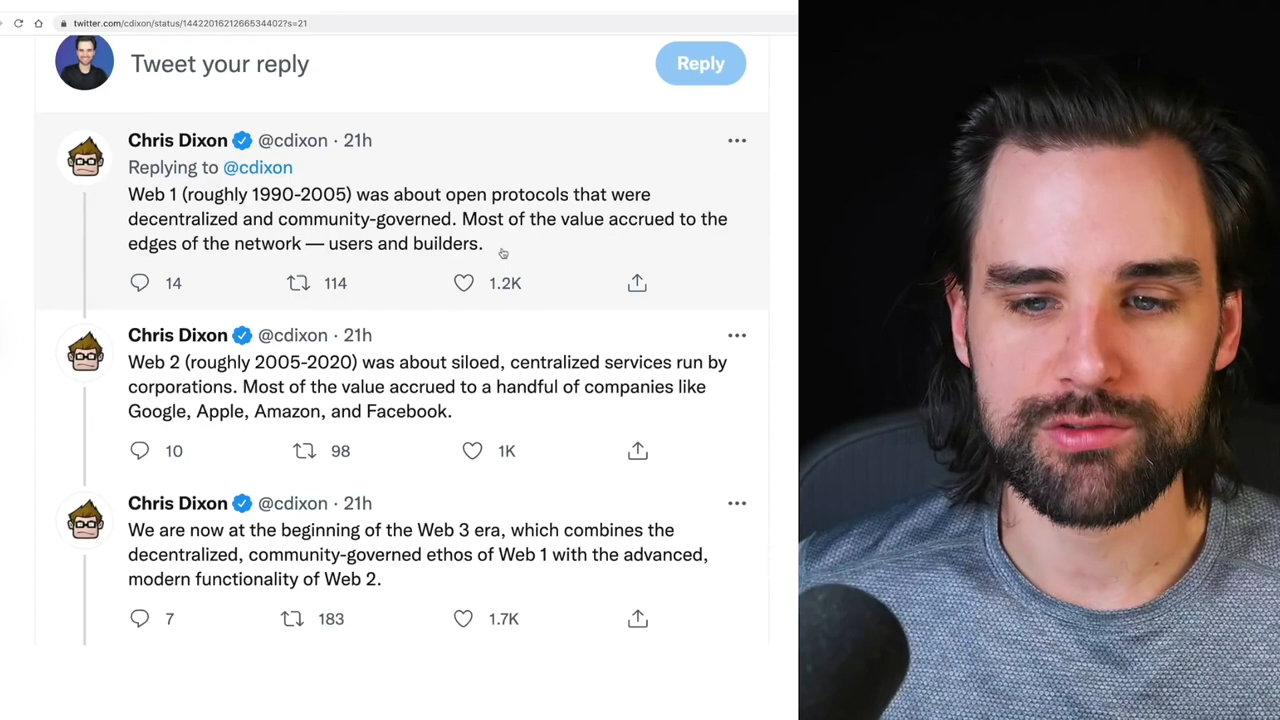 twitter.com/cdixon/status/1442201621266534402?s=21
Tweet your reply
Reply
Chris Dixon @cdixon · 21h
Replying to @cdixon
Web 1 (roughly 1990-2005) was about open protocols that were
decentralized and community-governed. Most of the value accrued to the
edges of the network — users and builders.
14 114 1.2K
Chris Dixon @cdixon · 21h
Web 2 (roughly 2005-2020) was about siloed, centralized services run by
corporations. Most of the value accrued to a handful of companies like
Google, Apple, Amazon, and Facebook.
10 98 1K
Chris Dixon @cdixon · 21h
We are now at the beginning of the Web 3 era, which combines the
decentralized, community-governed ethos of Web 1 with the advanced,
modern functionality of Web 2.
7 183 1.7K